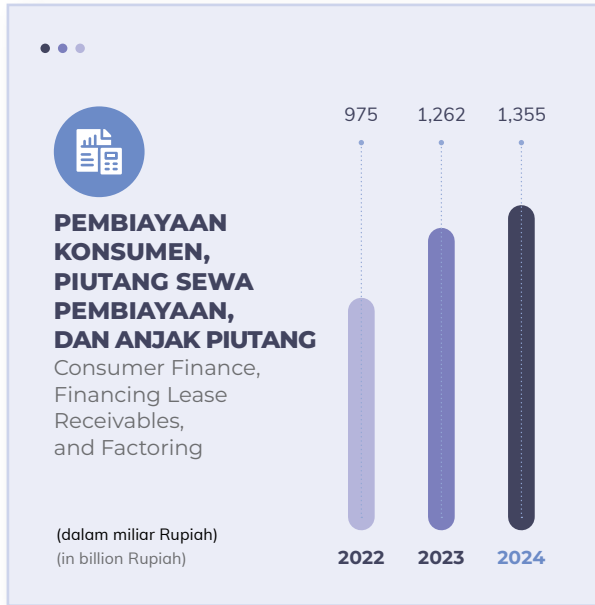 975 1,262 1,355
PEMBIAYAAN
KONSUMEN,
PIUTANG SEWA
PEMBIAYAAN,
DAN ANJAK PIUTANG
Consumer Finance,
Financing Lease
Receivables,
and Factoring
(dalam miliar Rupiah)
(in billion Rupiah)
2022 2023 2024